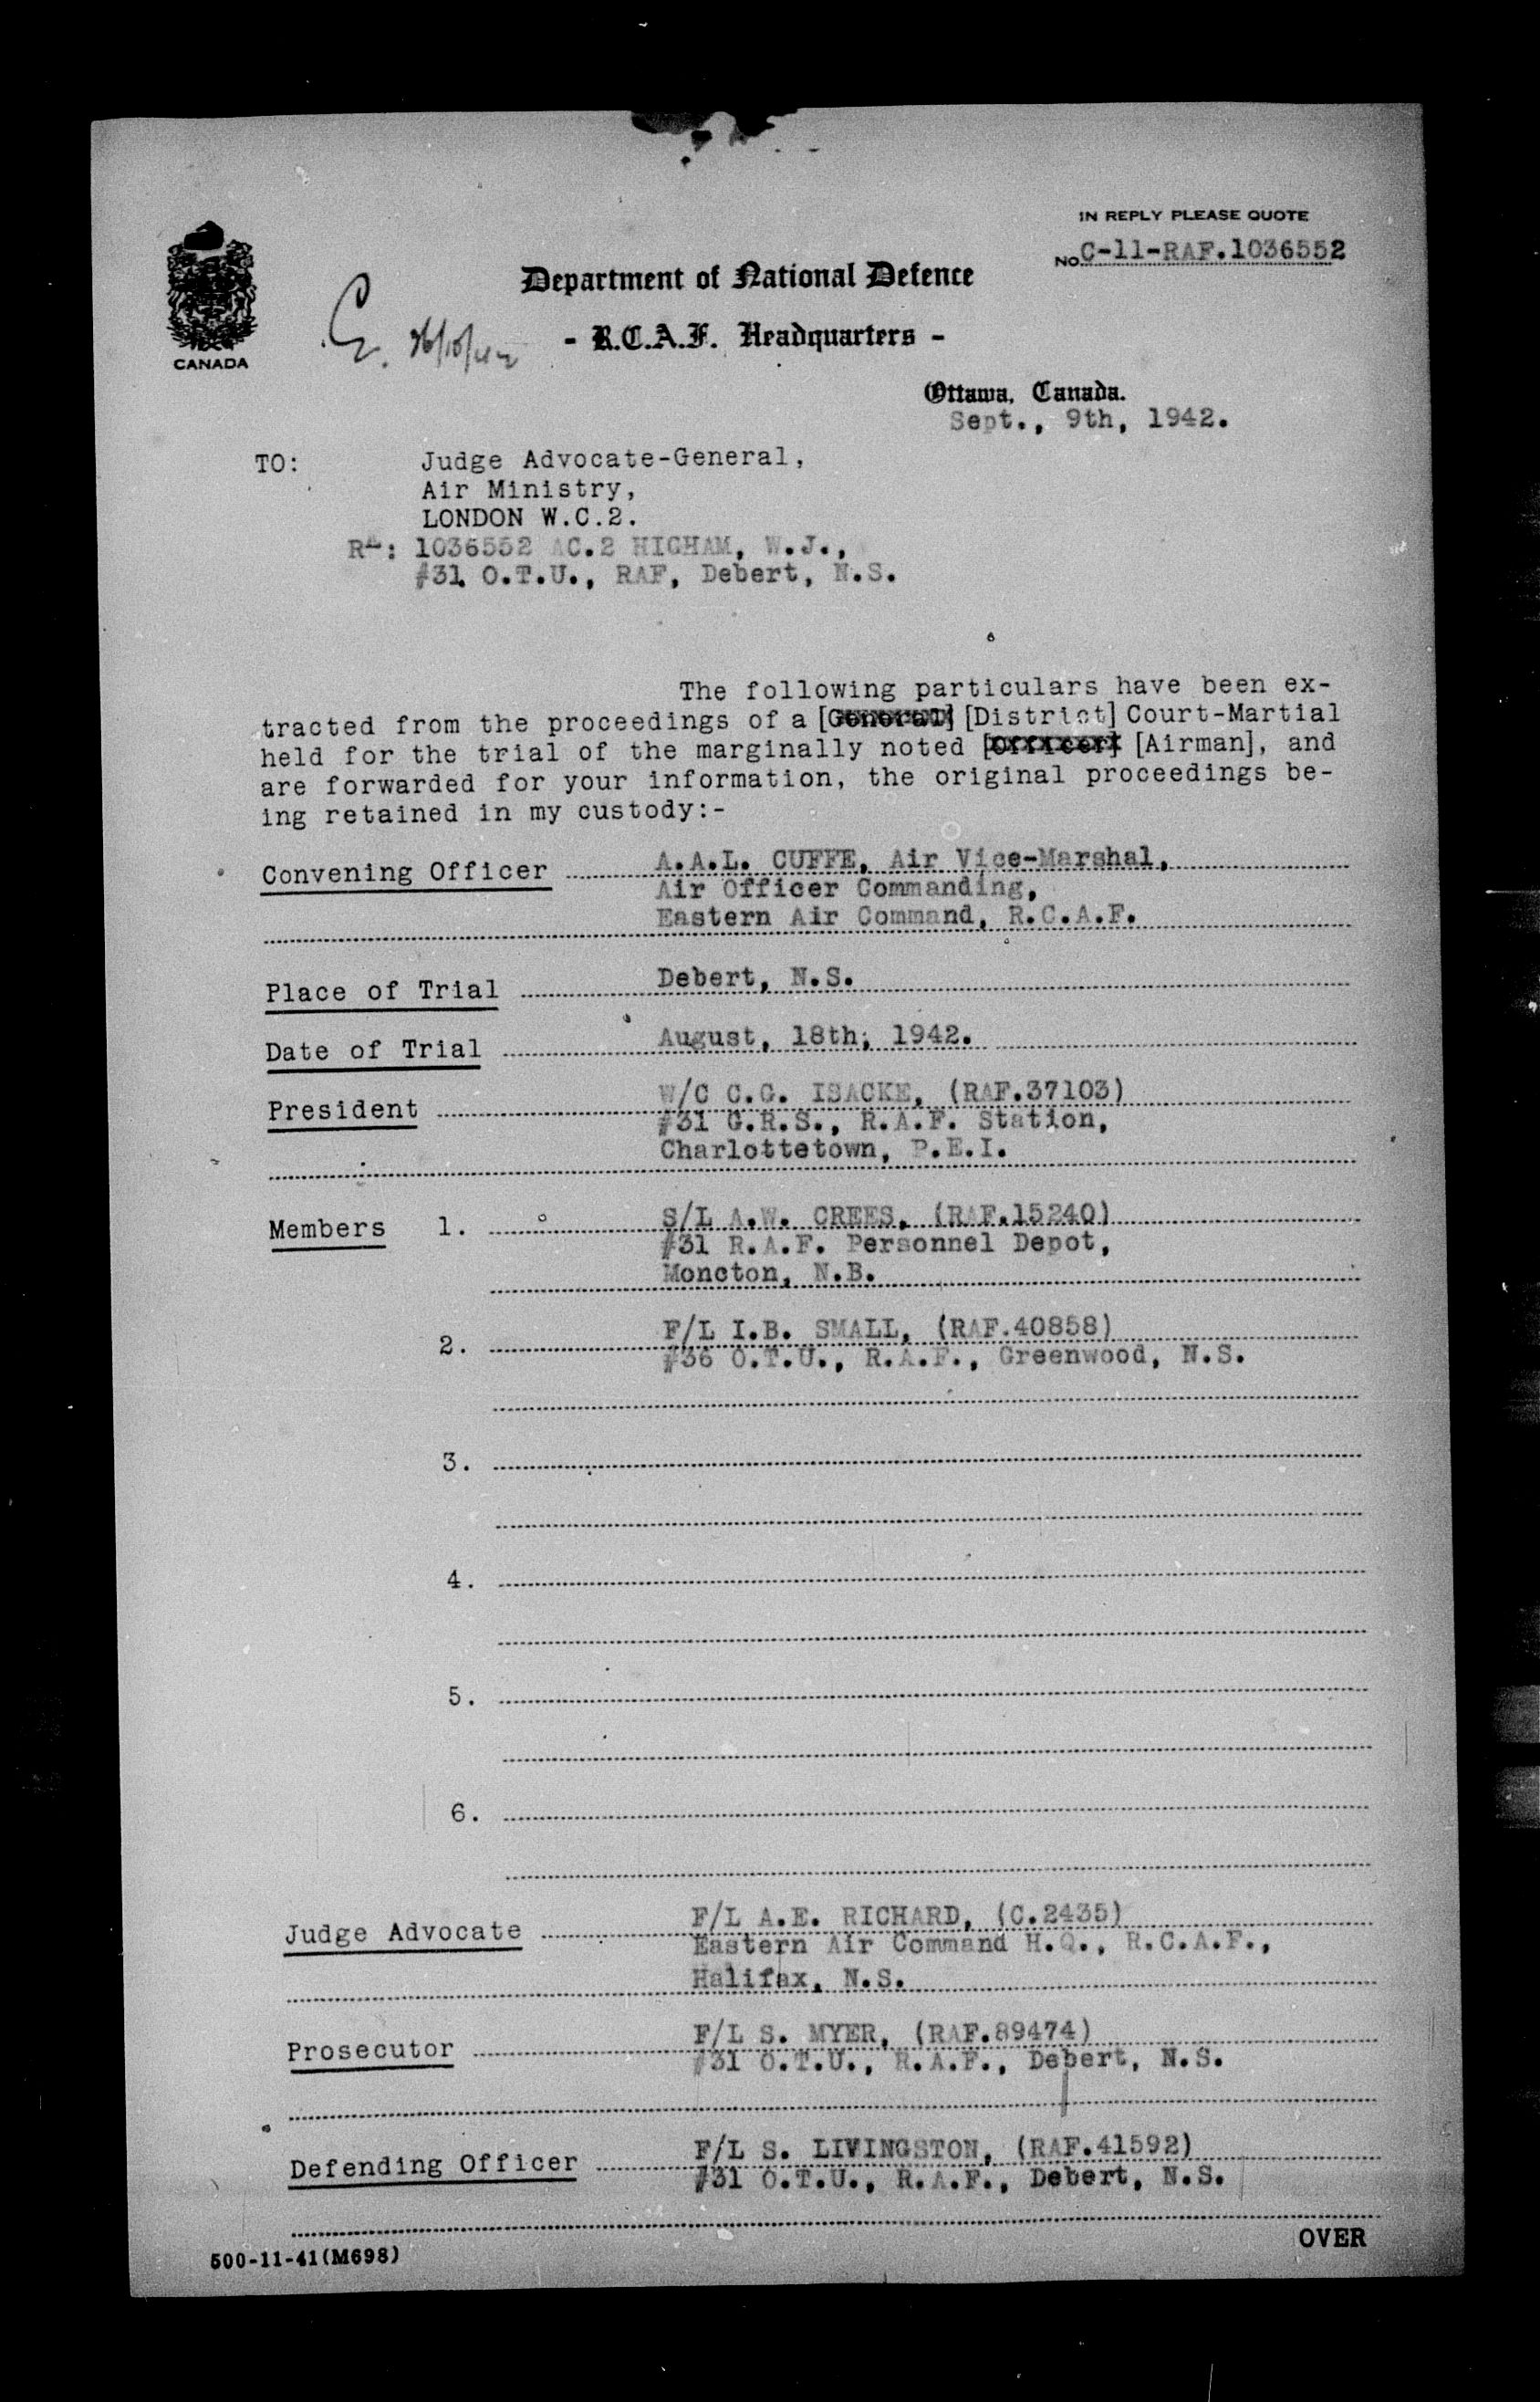 IN REPLY PLEASE QUOTE
No C-11-RAF.1036552
Department of National Defence
- R.C.A.F. Headquarters -
CANADA
Ottawa, Canada.
Sept., 9th, 1942.
TO: Judge Advocate-General,
Air Ministry,
LONDON W.C.2.
Re: 1036552 AC.2 HIGHAM, W.J.,
#31 O.T.U., RAF, Debert, N.S.
The following particulars have been ex-
tracted from the proceedings of a [General] [District] Court-Martial
held for the trial of the marginally noted [Officer] [Airman], and
are forwarded for your information, the original proceedings be-
ing retained in my custody:-
Convening Officer A.A.L. CUFFE, Air Vice-Marshal,
Air Officer Commanding,
Eastern Air Command, R.C.A.F.
Place of Trial Debert, N.S.
Date of Trial August, 18th, 1942.
President W/C C.G. ISACKE, (RAF.37103)
#31 G.R.S., R.A.F. Station,
Charlottetown, P.E.I.
Members 1. S/L A.W. CREES, (RAF.15240)
#31 R.A.F. Personnel Depot,
Moncton, N.B.
2. F/L I.B. SMALL, (RAF.40858)
#36 O.T.U., R.A.F., Greenwood, N.S.
3.
4.
5.
6.
Judge Advocate F/L A.E. RICHARD, (C.2435)
Eastern Air Command H.Q., R.C.A.F.,
Halifax, N.S.
Prosecutor F/L S. MYER, (RAF.89474)
#31 O.T.U., R.A.F., Debert, N.S.
Defending Officer F/L S. LIVINGSTON, (RAF.41592)
#31 O.T.U., R.A.F., Debert, N.S.
OVER
500-11-41(M698)